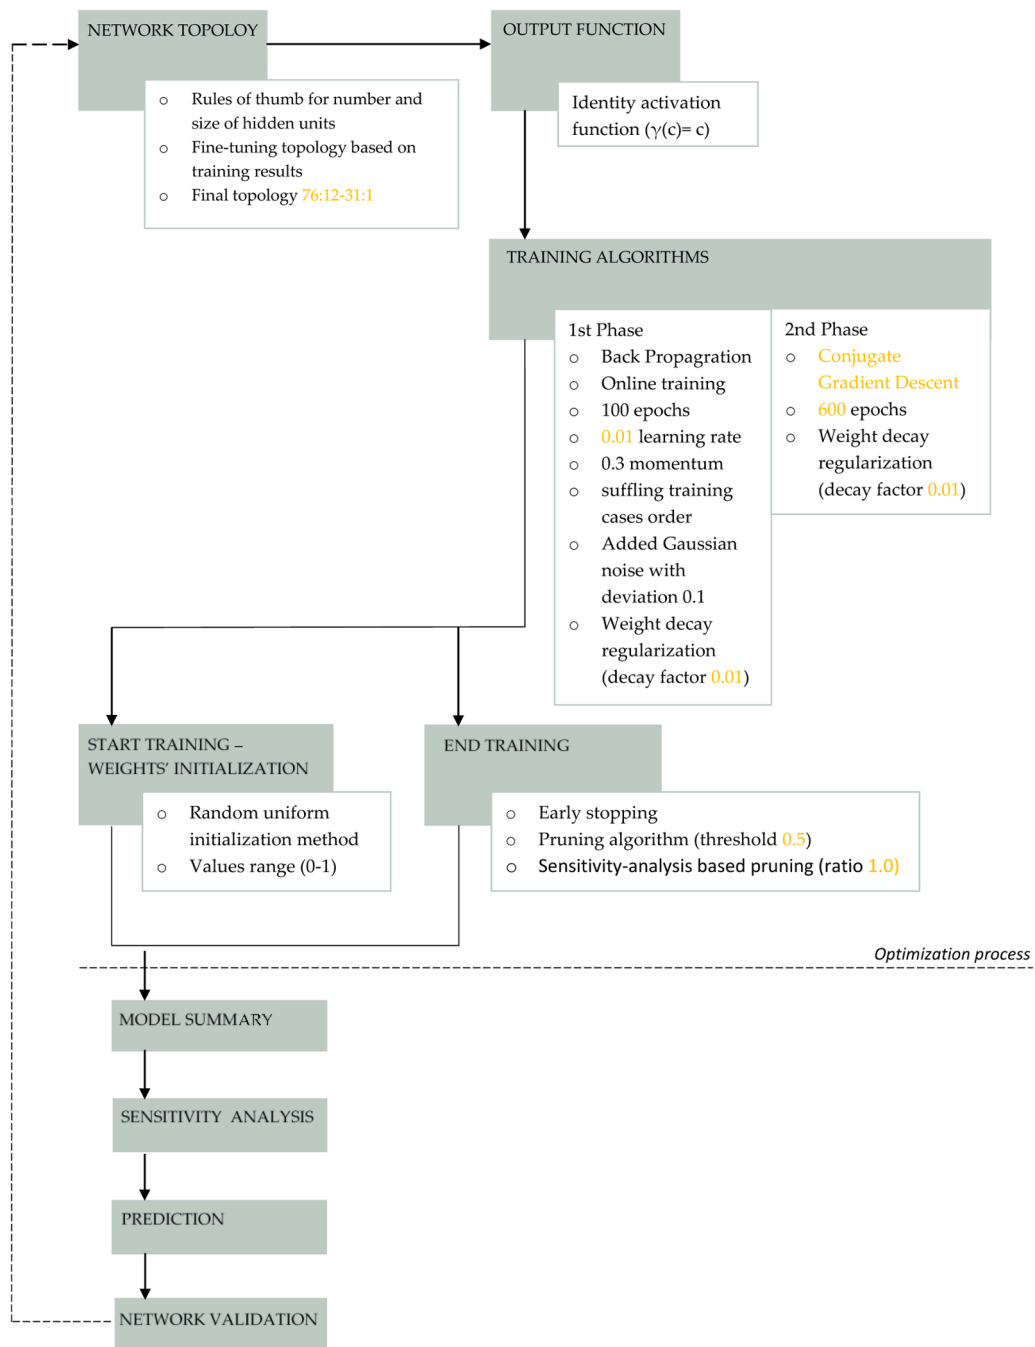 NETWORK TOPOLOY
○ Rules of thumb for number and
size of hidden units
○ Fine-tuning topology based on
training results
○ Final topology 76:12-31:1
OUTPUT FUNCTION
Identity activation
function (γ(c)= c)
TRAINING ALGORITHMS
1st Phase
○ Back Propagration
○ Online training
○ 100 epochs
○ 0.01 learning rate
○ 0.3 momentum
○ suffling training
cases order
○ Added Gaussian
noise with
deviation 0.1
○ Weight decay
regularization
(decay factor 0.01)
2nd Phase
○ Conjugate
Gradient Descent
○ 600 epochs
○ Weight decay
regularization
(decay factor 0.01)
START TRAINING –
WEIGHTS’ INITIALIZATION
○ Random uniform
initialization method
○ Values range (0-1)
END TRAINING
○ Early stopping
○ Pruning algorithm (threshold 0.5)
○ Sensitivity-analysis based pruning (ratio 1.0)
Optimization process
MODEL SUMMARY
SENSITIVITY ANALYSIS
PREDICTION
NETWORK VALIDATION